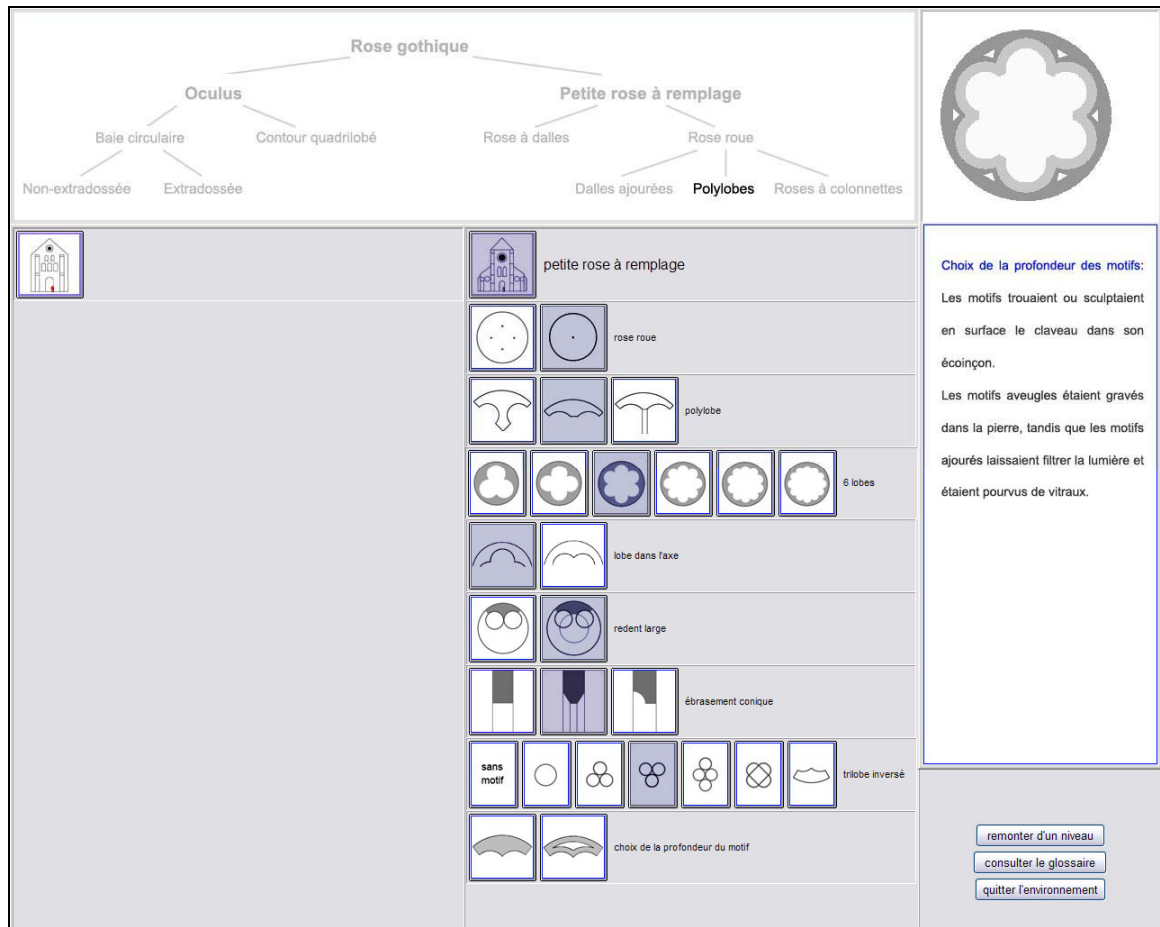 Rose gothique
Oculus
Petite rose à remplage
Baie circulaire
Contour quadrilobé
Rose à dalles
Rose roue
Non-extradossée
Extradossée
Dalles ajourées
Polylobes
Roses à colonnettes
petite rose à remplage
rose roue
polylobe
6 lobes
lobe dans l'axe
redent large
ébrasement conique
sans
motif
trilobe inversé
choix de la profondeur du motif
Choix de la profondeur des motifs:
Les motifs trouaient ou sculptaient
en surface le claveau dans son
écoinçon.
Les motifs aveugles étaient gravés
dans la pierre, tandis que les motifs
ajourés laissaient filtrer la lumière et
étaient pourvus de vitraux.
remonter d'un niveau
consulter le glossaire
quitter l'environnement